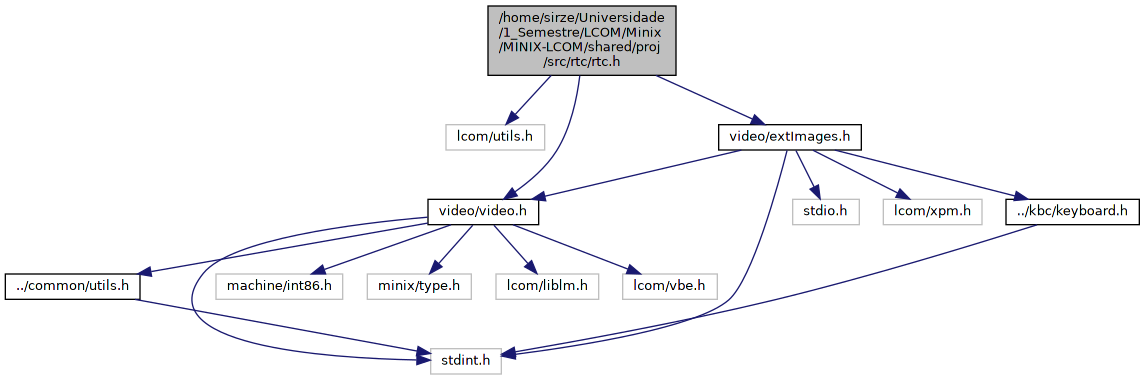 /home/sirze/Universidade
/1_Semestre/LCOM/Minix
/MINIX-LCOM/shared/proj
/src/rtc/rtc.h
lcom/utils.h
video/extImages.h
video/video.h
stdio.h
lcom/xpm.h
../kbc/keyboard.h
../common/utils.h
machine/int86.h
minix/type.h
lcom/liblm.h
lcom/vbe.h
stdint.h